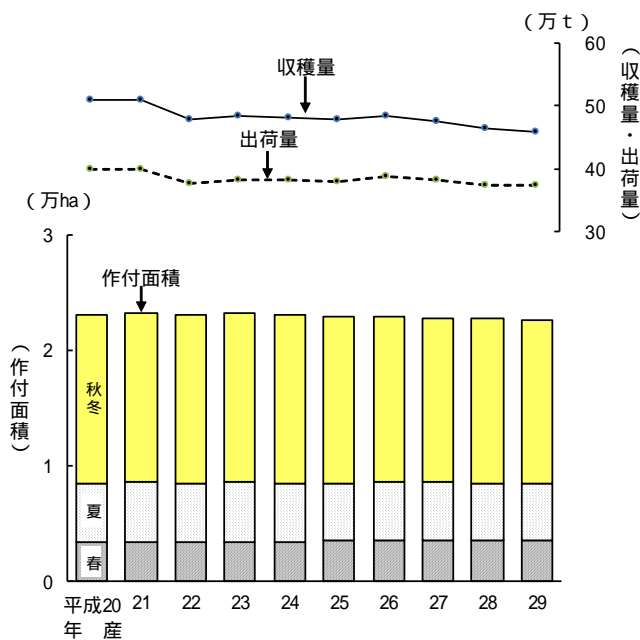 （万ｔ）
60
50
40
30
（収穫量・出荷量）
収穫量
出荷量
（万ha）
3
2
1
0
（作付面積）
作付面積
秋冬
夏
春
平成20 21 22 23 24 25 26 27 28 29
年 産